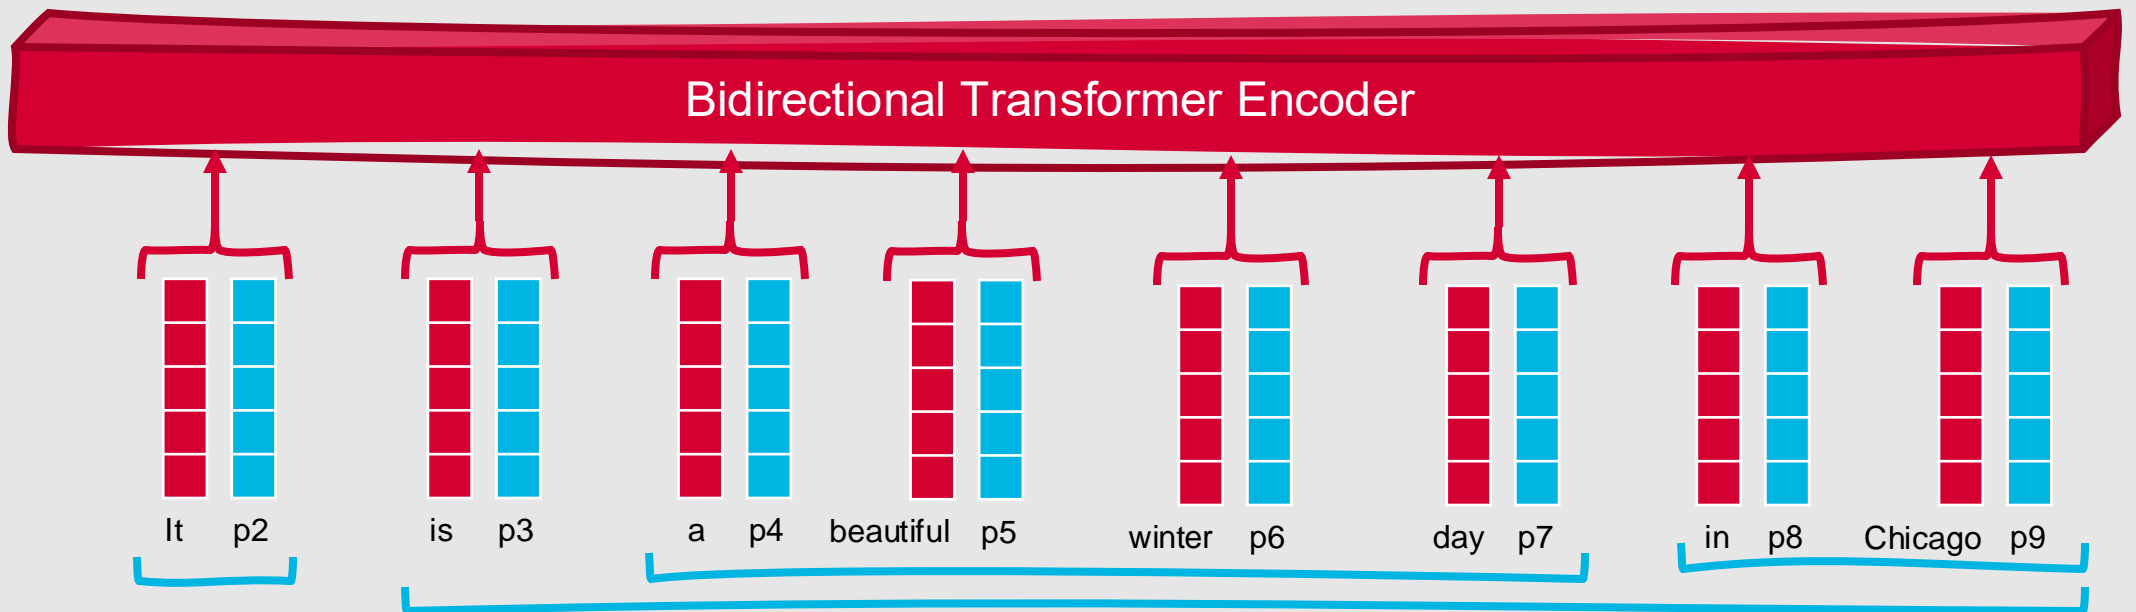 Bidirectional Transformer Encoder
It p2 is p3 a p4 beautiful p5 winter p6 day p7 in p8 Chicago p9